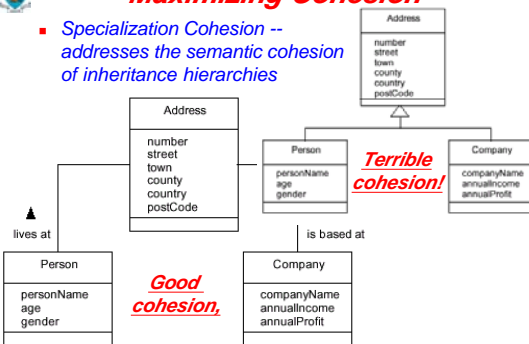 Maximizing Cohesion
Specialization Cohesion --
addresses the semantic cohesion
of inheritance hierarchies
Address
number
street
town
county
country
postCode
Person
personName
age
gender
Terrible
cohesion!
Company
companyName
annualIncome
annualProfit
Address
number
street
town
county
country
postCode
lives at
is based at
Person
personName
age
gender
Good
cohesion,
Company
companyName
annualIncome
annualProfit